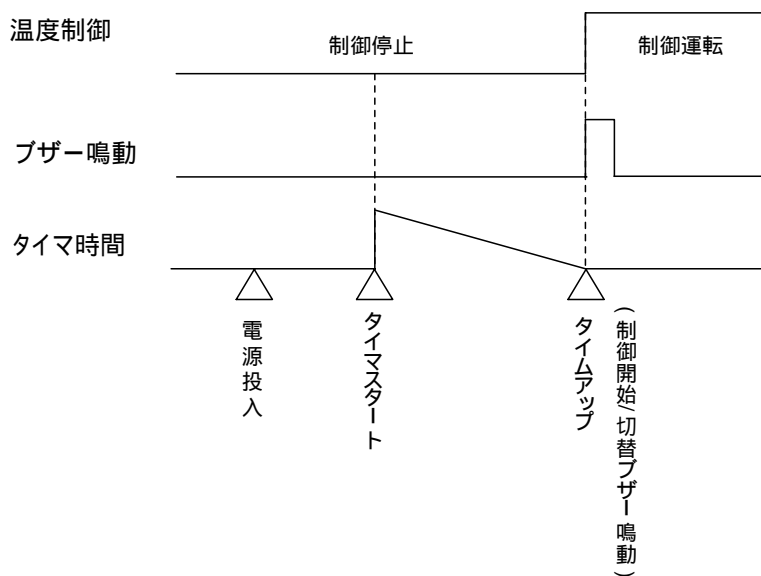 温度制御
制御停止
制御運転
ブザー鳴動
タイマ時間
電源投入
タイマスタート
タイムアップ
(制御開始/切替ブザー鳴動)